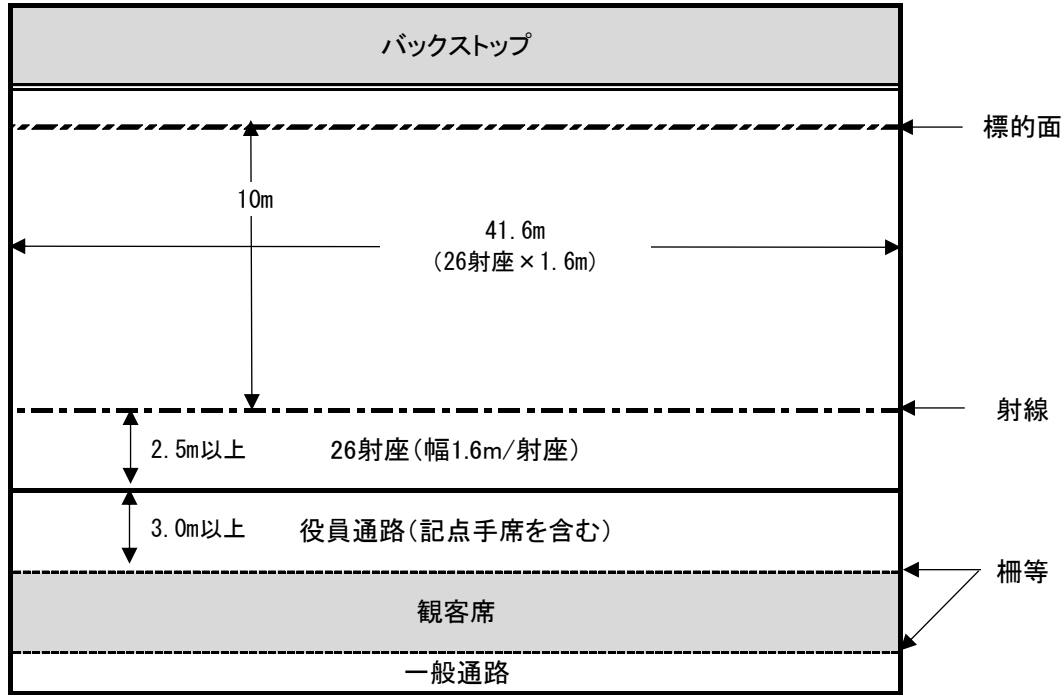 バックストップ
標的面
10m
41.6m
（26射座×1.6m）
射線
2.5m以上
26射座（幅1.6m/射座）
3.0m以上
役員通路（記点手席を含む）
柵等
観客席
一般通路